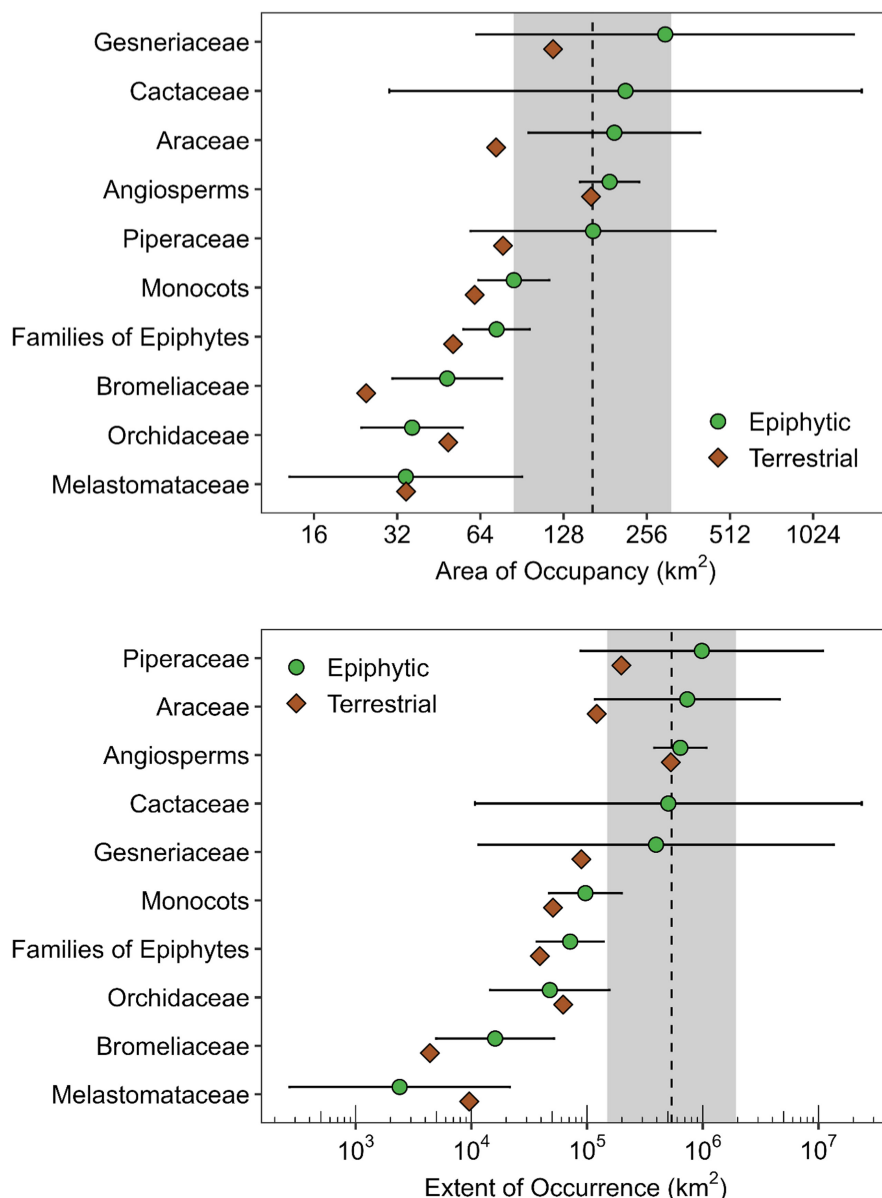 Gesneriaceae
Cactaceae
Araceae
Angiosperms
Piperaceae
Monocots
Families of Epiphytes
Bromeliaceae
Orchidaceae
Melastomataceae
Epiphytic
Terrestrial
16 32 64 128 256 512 1024
Area of Occupancy (km²)
Piperaceae
Araceae
Angiosperms
Cactaceae
Gesneriaceae
Monocots
Families of Epiphytes
Orchidaceae
Bromeliaceae
Melastomataceae
Epiphytic
Terrestrial
10³ 10⁴ 10⁵ 10⁶ 10⁷
Extent of Occurrence (km²)